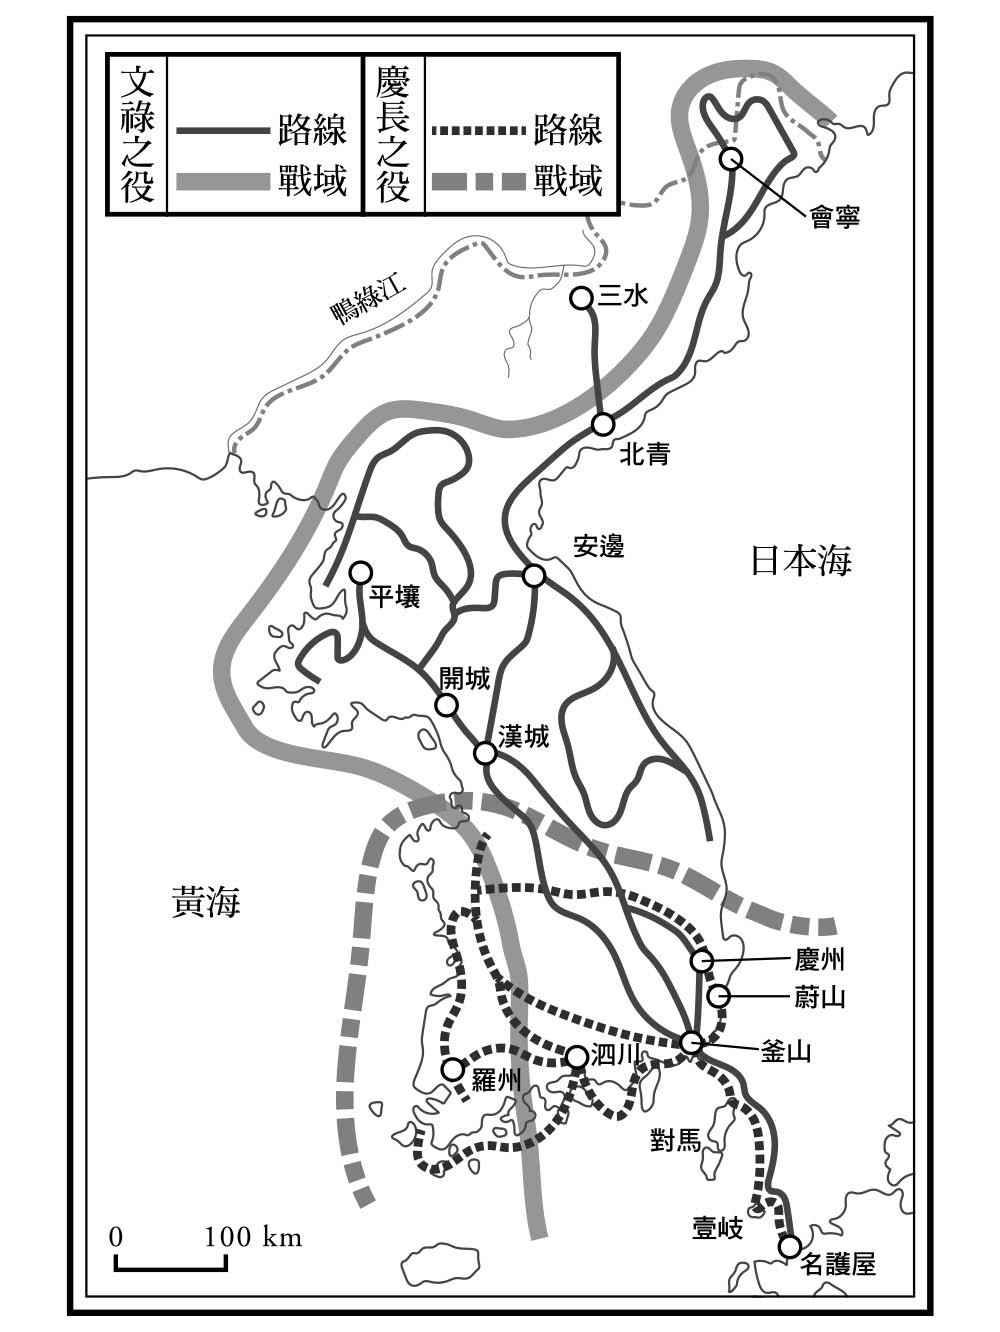 文祿之役
路線
戰域
慶長之役
路線
戰域
會寧
鴨綠江
三水
北青
安邊
日本海
平壤
開城
漢城
黃海
慶州
蔚山
釜山
泗川
羅州
對馬
壹岐
名護屋
0 100 km